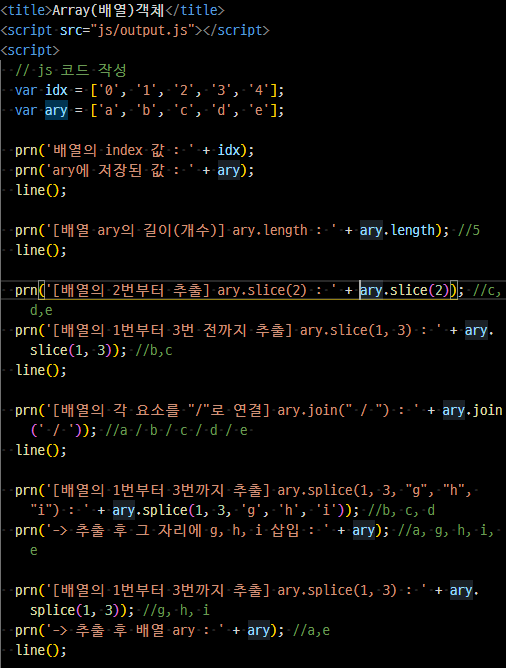 <title>Array(배열)객체</title>
<script src="js/output.js"></script>
<script>
// js 코드 작성
var idx = ['0', '1', '2', '3', '4'];
var ary = ['a', 'b', 'c', 'd', 'e'];
prn('배열의 index 값 : ' + idx);
prn('ary에 저장된 값 : ' + ary);
line();
prn('[배열 ary의 길이(개수)] ary.length : ' + ary.length); //5
line();
prn('[배열의 2번부터 추출] ary.slice(2) : ' + ary.slice(2)); //c,
d,e
prn('[배열의 1번부터 3번 전까지 추출] ary.slice(1, 3) : ' + ary.
slice(1, 3)); //b,c
line();
prn('[배열의 각 요소를 "/"로 연결] ary.join(" / ") : ' + ary.join
(' / ')); //a / b / c / d / e
line();
prn('[배열의 1번부터 3번까지 추출] ary.splice(1, 3, "g", "h",
"i") : ' + ary.splice(1, 3, 'g', 'h', 'i')); //b, c, d
prn('-> 추출 후 그 자리에 g, h, i 삽입 : ' + ary); //a, g, h, i,
e
prn('[배열의 1번부터 3번까지 추출] ary.splice(1, 3) : ' + ary.
splice(1, 3)); //g, h, i
prn('-> 추출 후 배열 ary : ' + ary); //a,e
line();